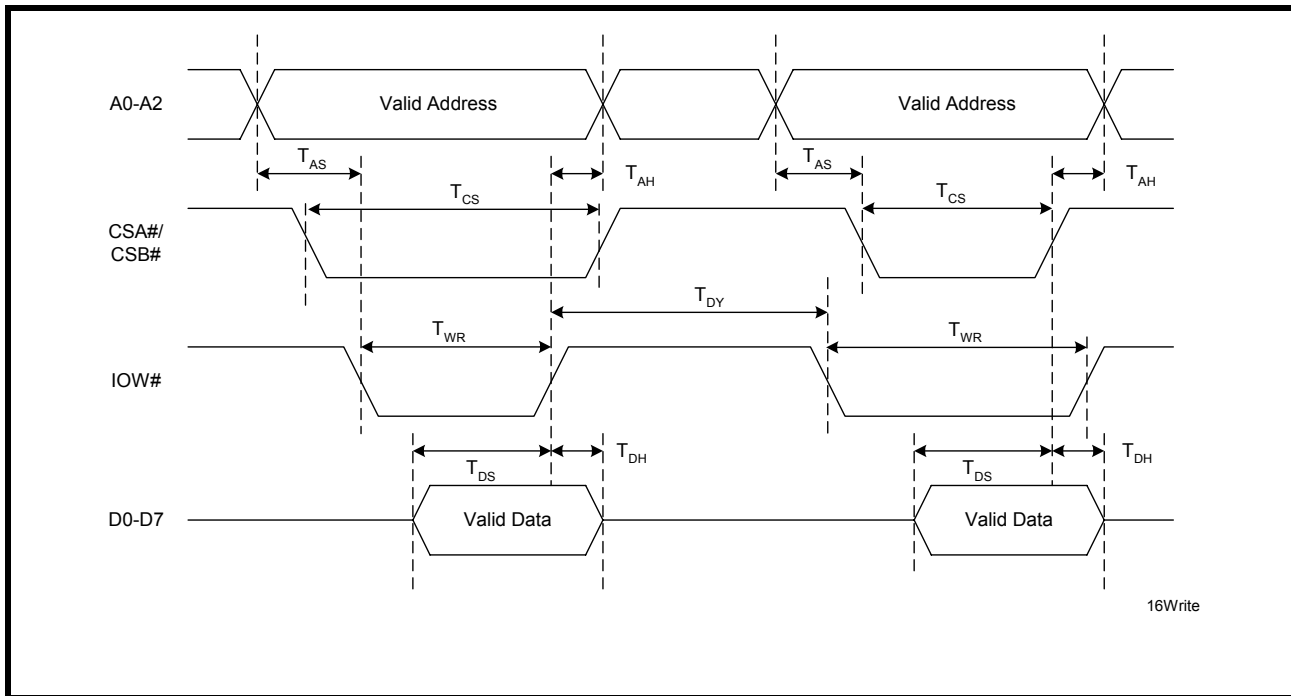 A0-A2
Valid Address
Valid Address
TAS
TAH
TAS
TAH
TCS
TCS
CSA#/
CSB#
TDY
TWR
TWR
IOW#
TDS
TDH
TDS
TDH
D0-D7
Valid Data
Valid Data
16Write